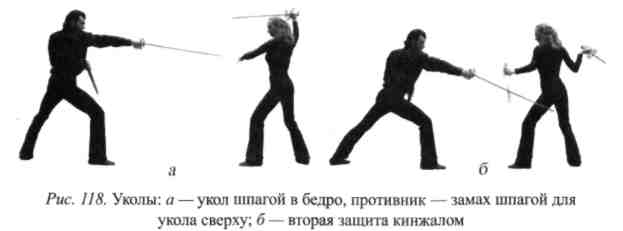 а
б
Рис. 118. Уколы: а — укол шпагой в бедро, противник — замах шпагой для
укола сверху; б — вторая защита кинжалом